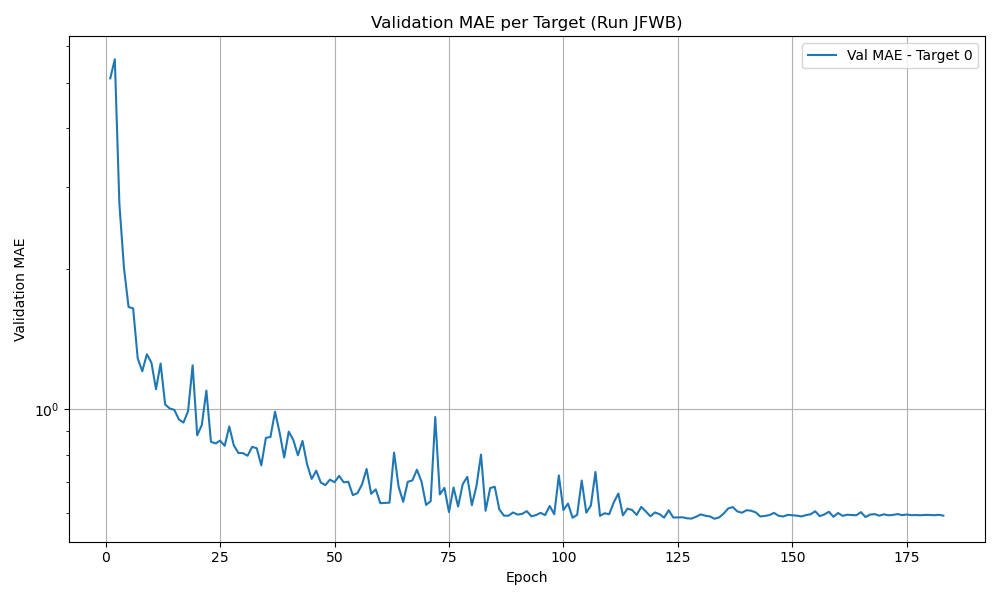 Validation MAE per Target (Run JFWB)
Val MAE - Target 0
Validation MAE
10⁰
0 25 50 75 100 125 150 175
Epoch